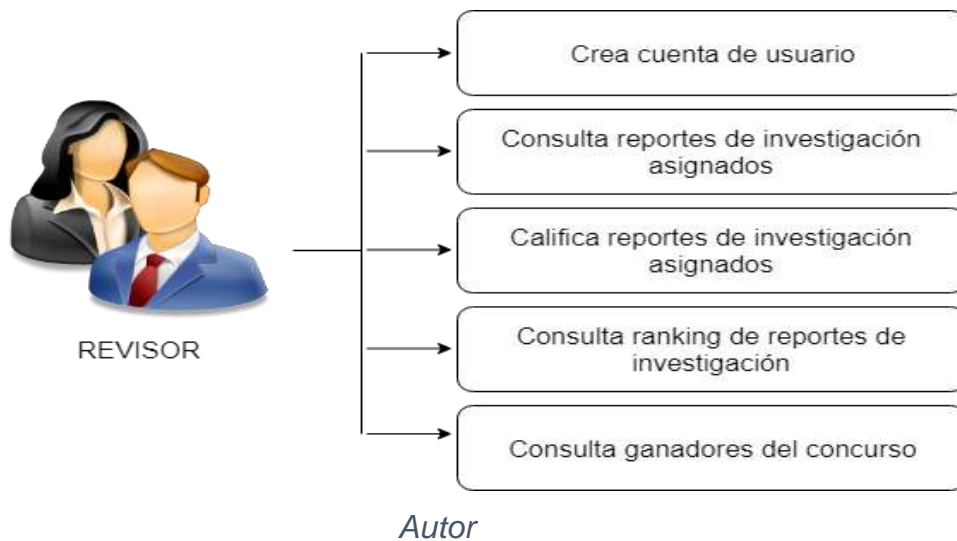 Crea cuenta de usuario
Consulta reportes de investigación
asignados
Califica reportes de investigación
asignados
REVISOR
Consulta ranking de reportes de
investigación
Consulta ganadores del concurso
Autor